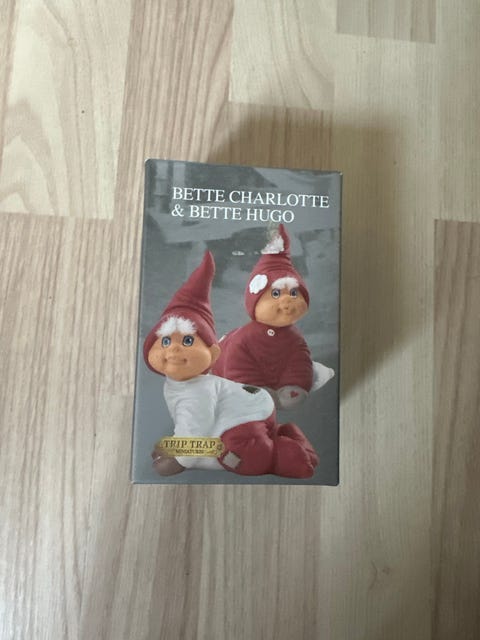 BETTE CHARLOTTE
& BETTE HUGO
TRIP TRAP
MINIATURES